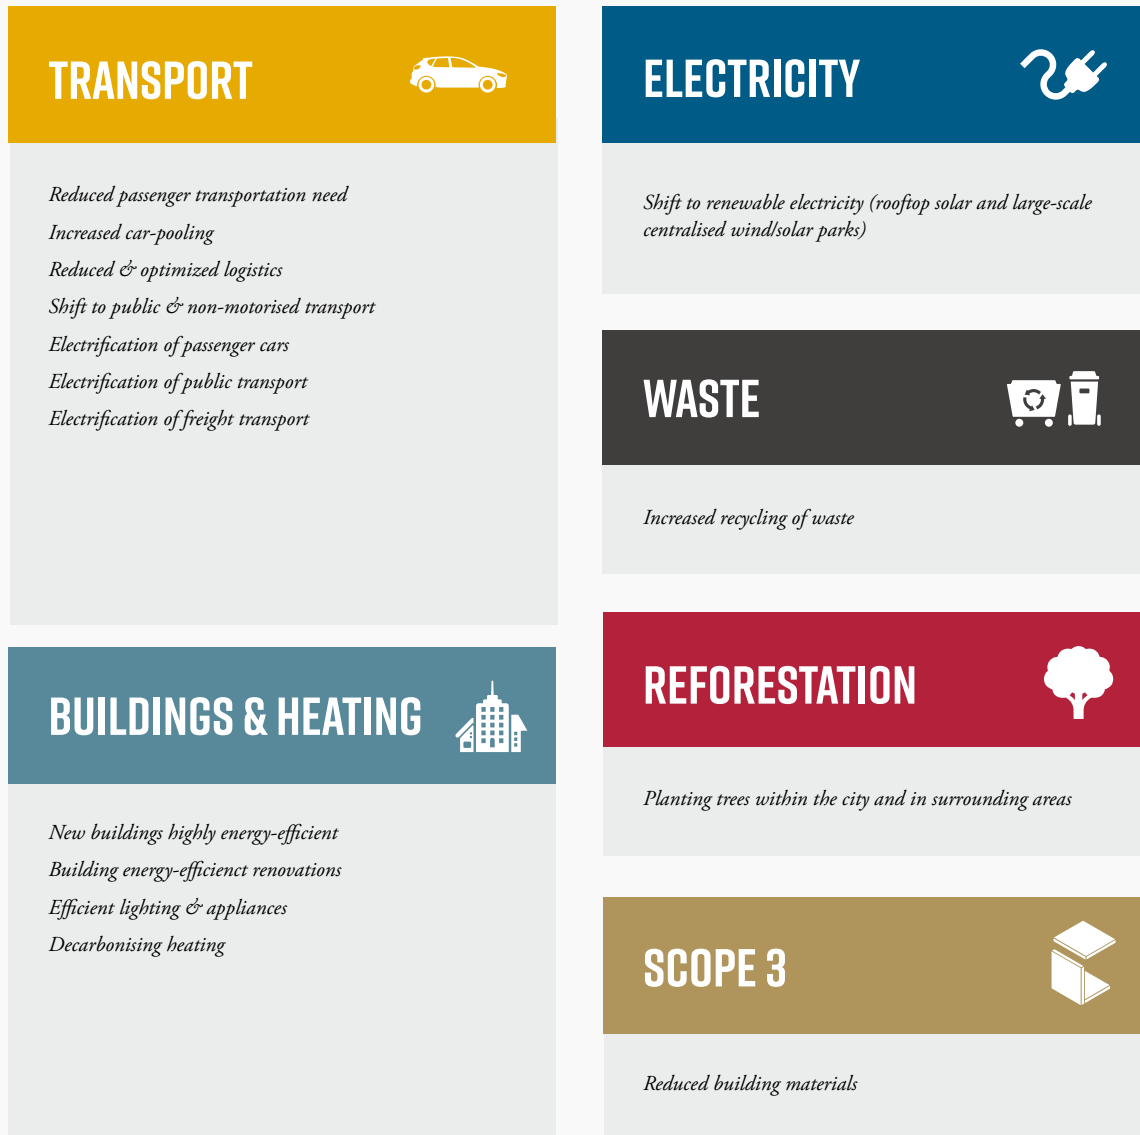 TRANSPORT
Reduced passenger transportation need
Increased car-pooling
Reduced & optimized logistics
Shift to public & non-motorised transport
Electrification of passenger cars
Electrification of public transport
Electrification of freight transport
BUILDINGS & HEATING
New buildings highly energy-efficient
Building energy-efficienct renovations
Efficient lighting & appliances
Decarbonising heating
ELECTRICITY
Shift to renewable electricity (rooftop solar and large-scale
centralised wind/solar parks)
WASTE
Increased recycling of waste
REFORESTATION
Planting trees within the city and in surrounding areas
SCOPE 3
Reduced building materials